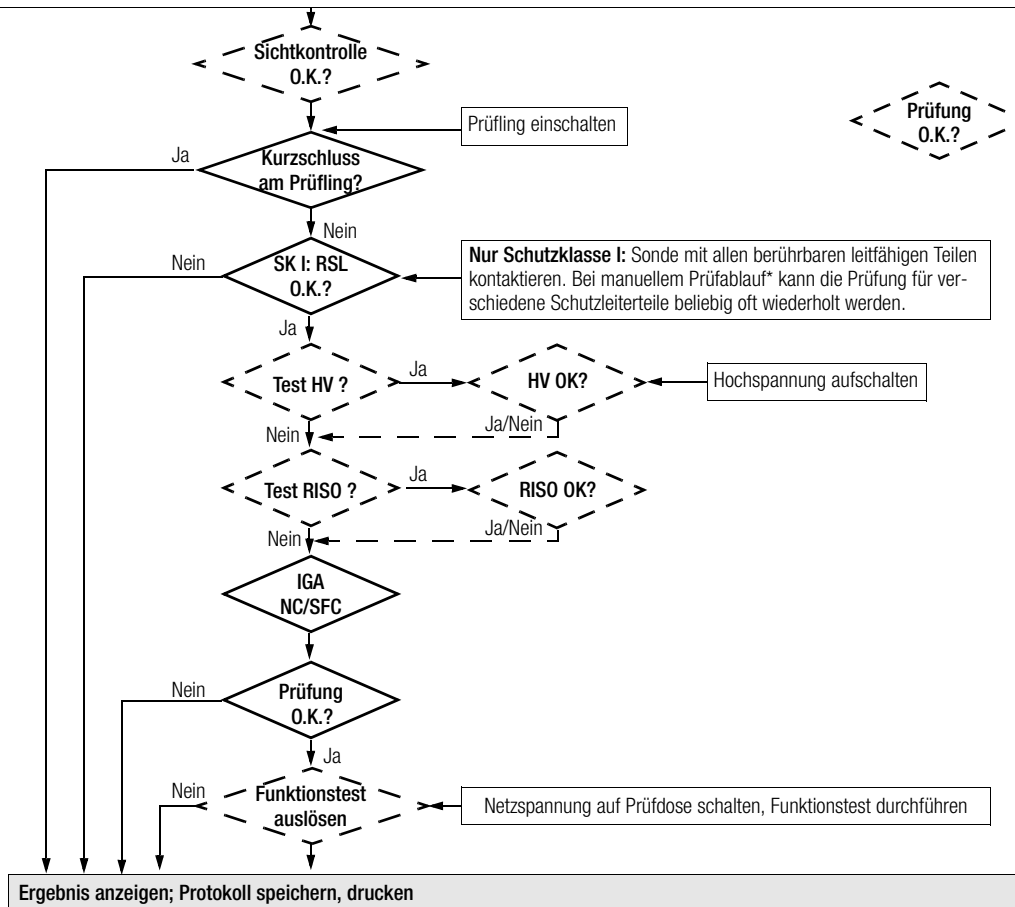 Sichtkontrolle
O.K.?
Prüfling einschalten
Prüfung
O.K.?
Ja
Kurzschluss
am Prüfling?
Nein
Nein
SK I: RSL
O.K.?
Nur Schutzklasse I: Sonde mit allen berührbaren leitfähigen Teilen
kontaktieren. Bei manuellem Prüfablauf* kann die Prüfung für ver-
schiedene Schutzleiterteile beliebig oft wiederholt werden.
Ja
Test HV ?
Ja
HV OK?
Hochspannung aufschalten
Nein
Ja/Nein
Test RISO ?
Ja
RISO OK?
Nein
Ja/Nein
IGA
NC/SFC
Nein
Prüfung
O.K.?
Ja
Nein
Funktionstest
auslösen
Netzspannung auf Prüfdose schalten, Funktionstest durchführen
Ergebnis anzeigen; Protokoll speichern, drucken